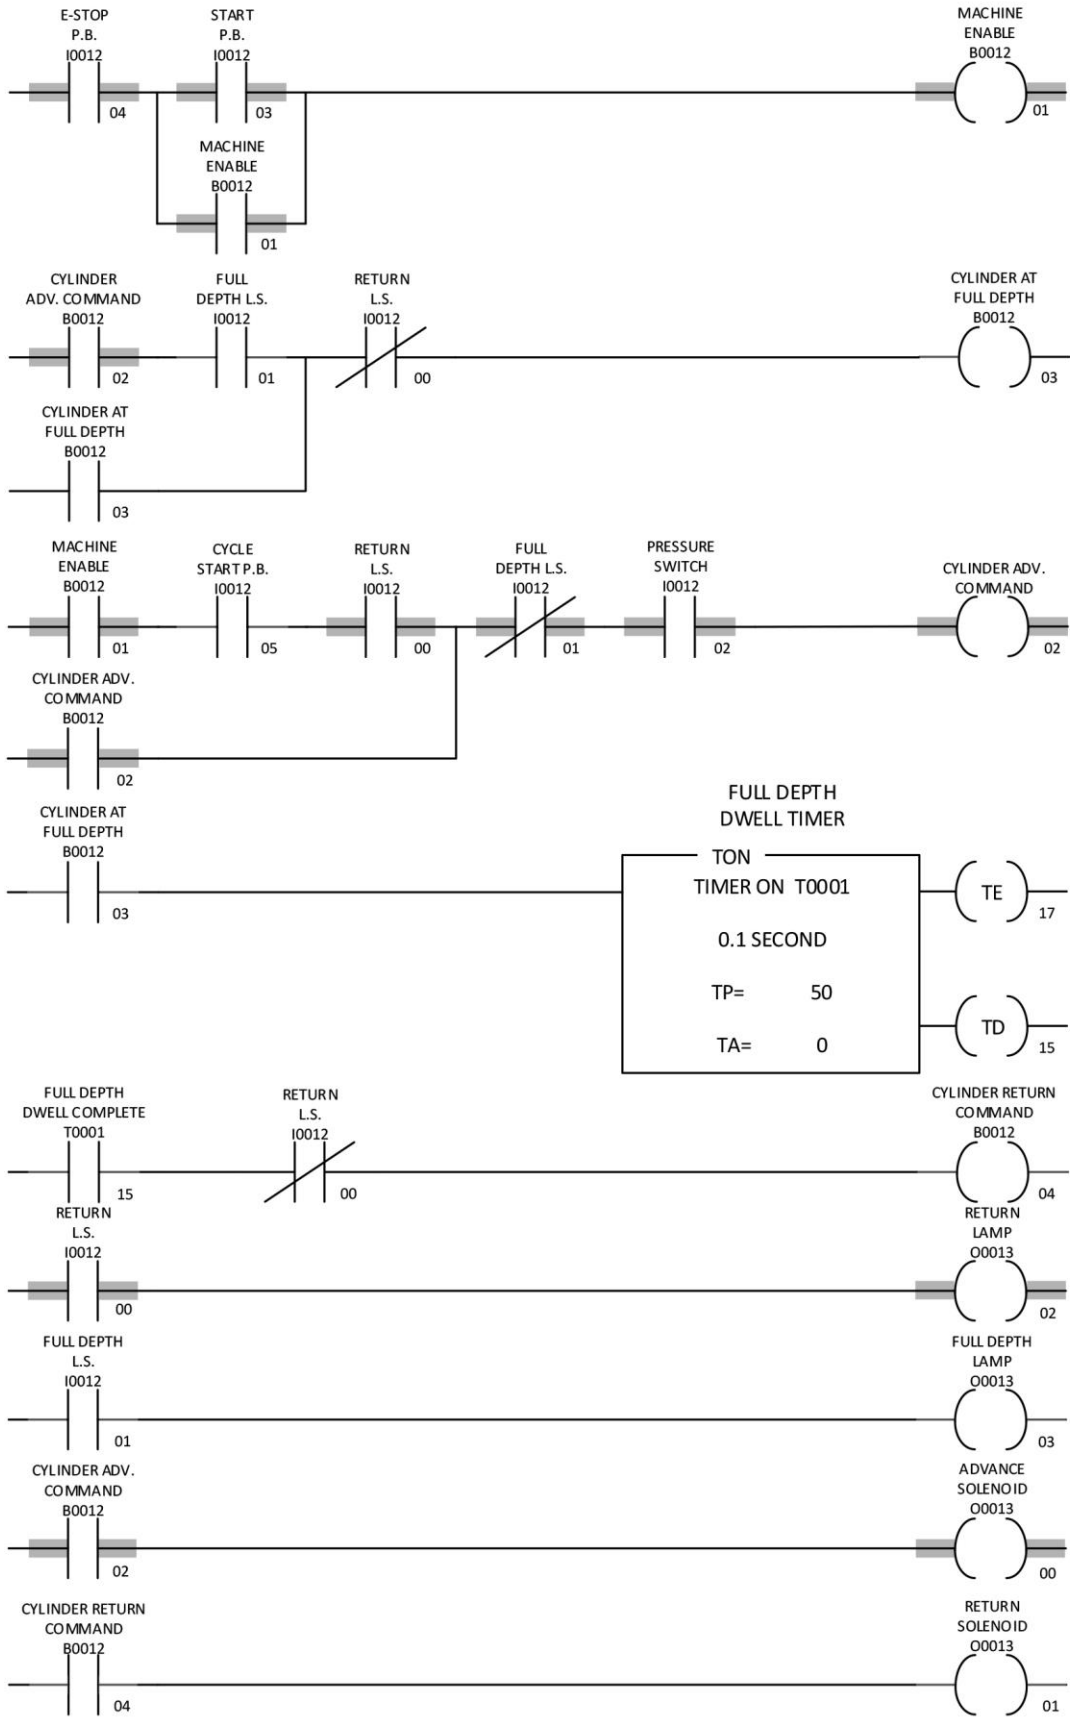 E-STOP
P.B.
I0012
04
START
P.B.
I0012
03
MACHINE
ENABLE
B0012
01
MACHINE
ENABLE
B0012
01
CYLINDER
ADV. COMMAND
B0012
02
FULL
DEPTH L.S.
I0012
01
RETURN
L.S.
I0012
00
CYLINDER AT
FULL DEPTH
B0012
03
CYLINDER AT
FULL DEPTH
B0012
03
MACHINE
ENABLE
B0012
01
CYCLE
START P.B.
I0012
05
RETURN
L.S.
I0012
00
FULL
DEPTH L.S.
I0012
01
PRESSURE
SWITCH
I0012
02
CYLINDER ADV.
COMMAND
02
CYLINDER ADV.
COMMAND
B0012
02
CYLINDER AT
FULL DEPTH
B0012
03
FULL DEPTH
DWELL TIMER
TON
TIMER ON T0001
0.1 SECOND
TP= 50
TA= 0
TE
17
TD
15
FULL DEPTH
DWELL COMPLETE
T0001
15
RETURN
L.S.
I0012
00
CYLINDER RETURN
COMMAND
B0012
04
RETURN
L.S.
I0012
00
RETURN
LAMP
O0013
02
FULL DEPTH
L.S.
I0012
01
FULL DEPTH
LAMP
O0013
03
CYLINDER ADV.
COMMAND
B0012
02
ADVANCE
SOLENOID
O0013
00
CYLINDER RETURN
COMMAND
B0012
04
RETURN
SOLENOID
O0013
01